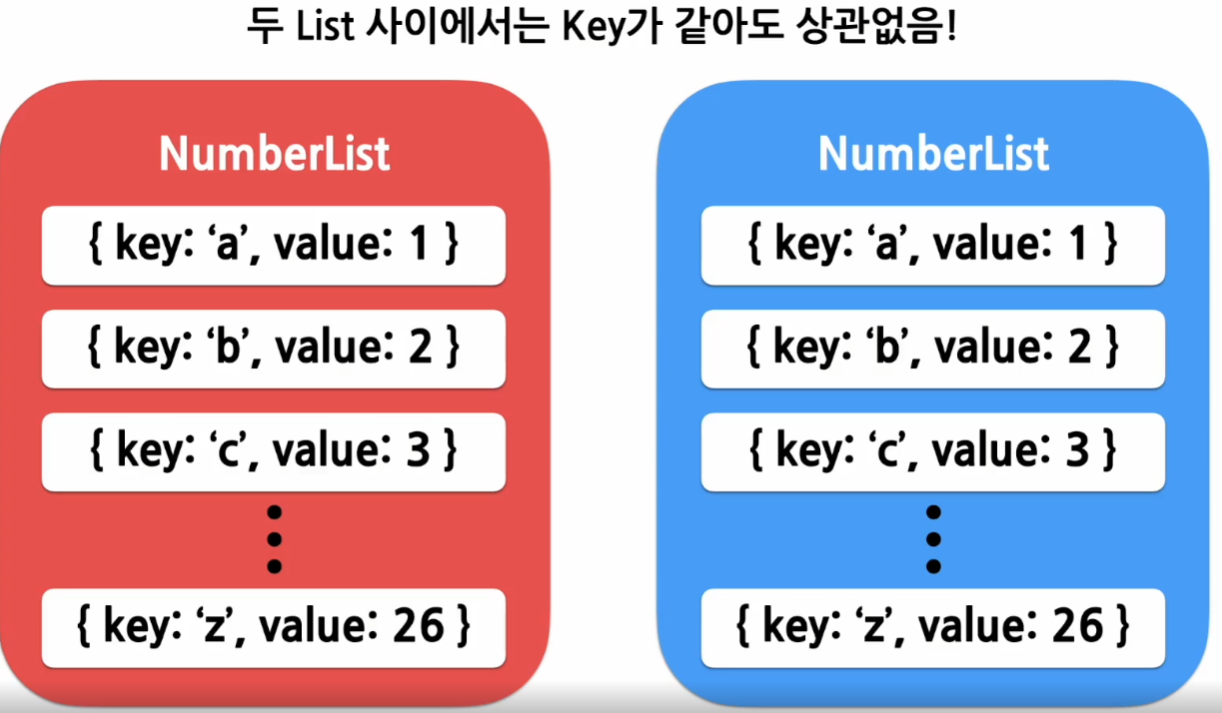 두 List 사이에서는 Key가 같아도 상관없음!
NumberList
{ key: ‘a’, value: 1 }
{ key: ‘b’, value: 2 }
{ key: ‘c’, value: 3 }
{ key: ‘z’, value: 26 }
NumberList
{ key: ‘a’, value: 1 }
{ key: ‘b’, value: 2 }
{ key: ‘c’, value: 3 }
{ key: ‘z’, value: 26 }